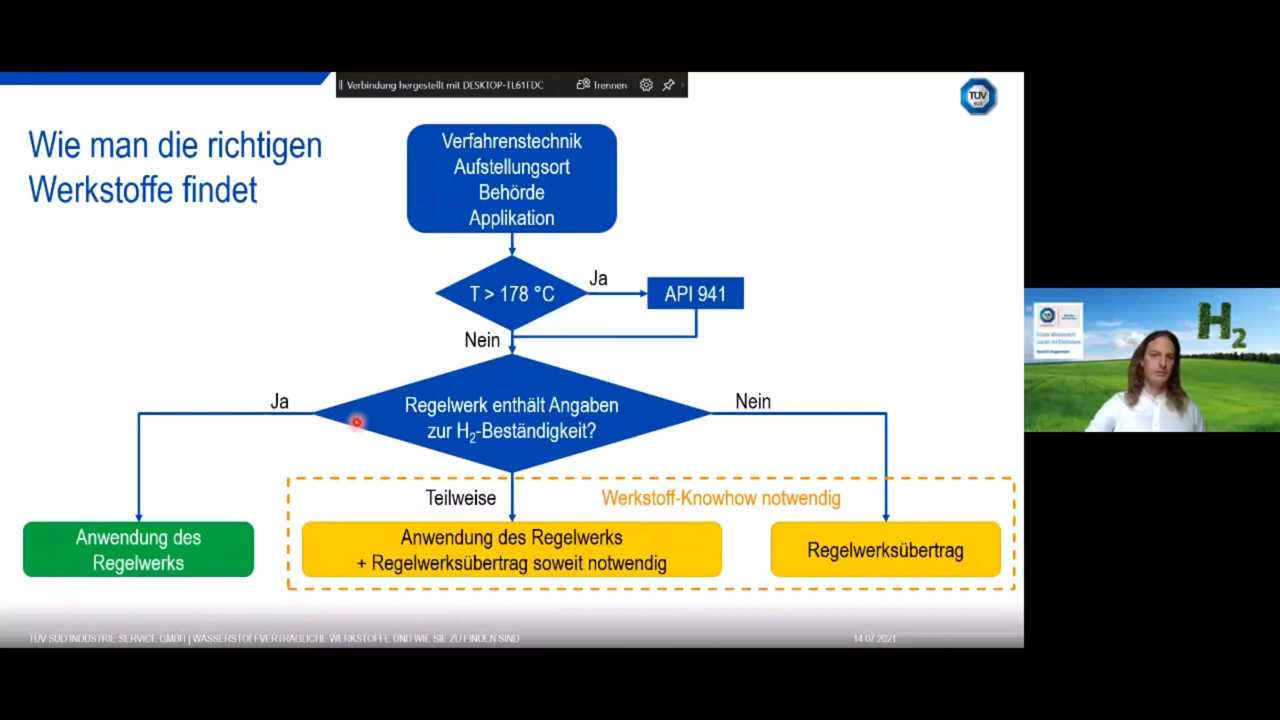 Verbindung hergestellt mit DESKTOP-TL61FDC
Trennen
TÜV
SÜD
Wie man die richtigen
Werkstoffe findet
Verfahrenstechnik
Aufstellungsort
Behörde
Applikation
T > 178 °C
Ja
API 941
Nein
Regelwerk enthält Angaben
zur H₂-Beständigkeit?
Ja
Nein
Teilweise
Werkstoff-Knowhow notwendig
Anwendung des
Regelwerks
Anwendung des Regelwerks
+ Regelwerksübertrag soweit notwendig
Regelwerksübertrag
TÜV SÜD INDUSTRIE SERVICE GMBH | WASSERSTOFFVERTRÄGLICHE WERKSTOFFE UND WIE SIE ZU FINDEN SIND
14.07.2021
H₂